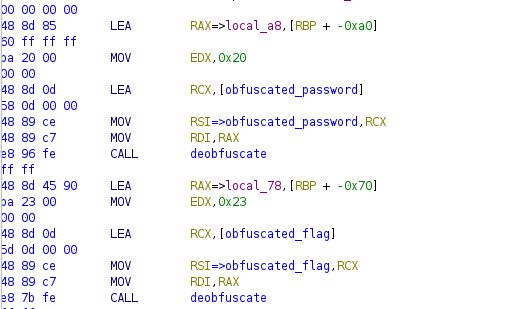 00 00 00 00
48 8d 85 LEA RAX=>local_a8,[RBP + -0xa0]
60 ff ff ff
ba 20 00 MOV EDX,0x20
00 00
48 8d 0d LEA RCX,[obfuscated_password]
58 0d 00 00
48 89 ce MOV RSI=>obfuscated_password,RCX
48 89 c7 MOV RDI,RAX
e8 96 fe CALL deobfuscate
ff ff
48 8d 45 90 LEA RAX=>local_78,[RBP + -0x70]
ba 23 00 MOV EDX,0x23
00 00
48 8d 0d LEA RCX,[obfuscated_flag]
5d 0d 00 00
48 89 ce MOV RSI=>obfuscated_flag,RCX
48 89 c7 MOV RDI,RAX
e8 7b fe CALL deobfuscate